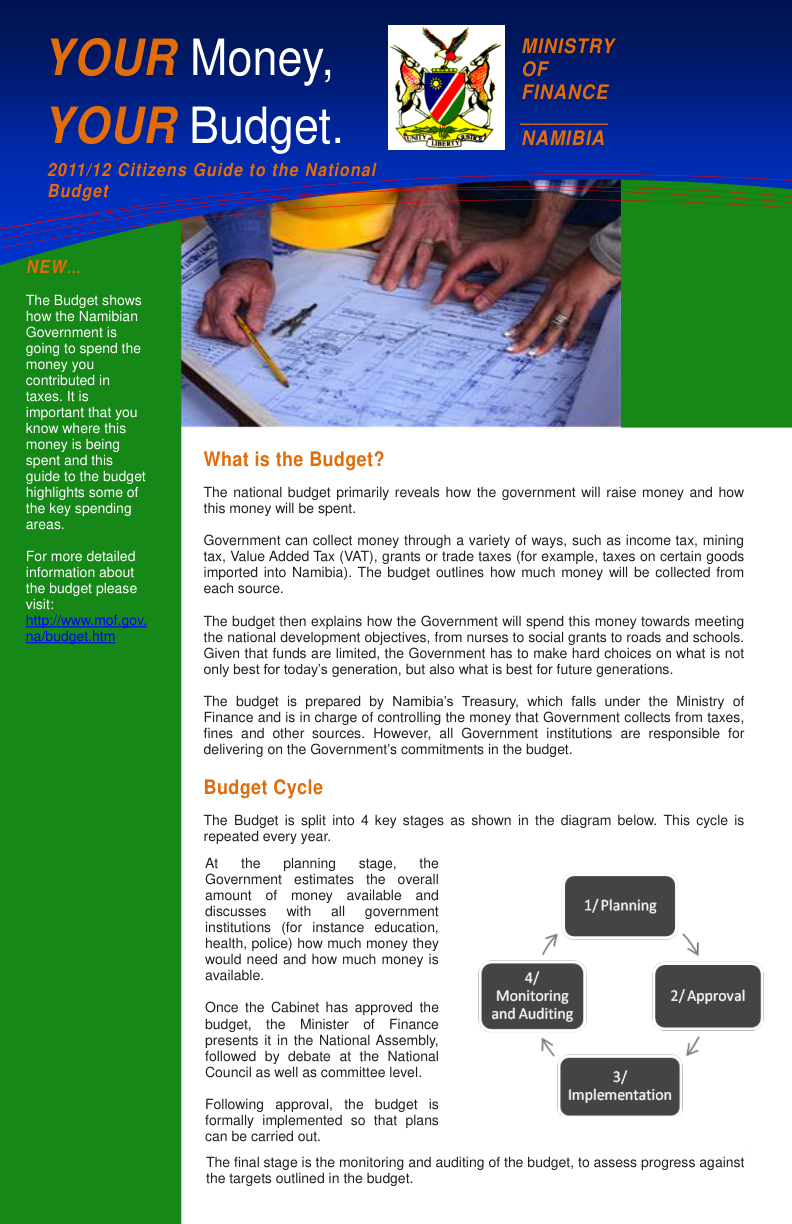 YOUR Money,
YOUR Budget.
2011/12 Citizens Guide to the National
Budget
UNITY LIBERTY JUSTICE
MINISTRY
OF
FINANCE
NAMIBIA
NEW...
The Budget shows
how the Namibian
Government is
going to spend the
money you
contributed in
taxes. It is
important that you
know where this
money is being
spent and this
guide to the budget
highlights some of
the key spending
areas.
For more detailed
information about
the budget please
visit:
http://www.mof.gov.
na/budget.htm
What is the Budget?
The national budget primarily reveals how the government will raise money and how
this money will be spent.
Government can collect money through a variety of ways, such as income tax, mining
tax, Value Added Tax (VAT), grants or trade taxes (for example, taxes on certain goods
imported into Namibia). The budget outlines how much money will be collected from
each source.
The budget then explains how the Government will spend this money towards meeting
the national development objectives, from nurses to social grants to roads and schools.
Given that funds are limited, the Government has to make hard choices on what is not
only best for today's generation, but also what is best for future generations.
The budget is prepared by Namibia's Treasury, which falls under the Ministry of
Finance and is in charge of controlling the money that Government collects from taxes,
fines and other sources. However, all Government institutions are responsible for
delivering on the Government's commitments in the budget.
Budget Cycle
The Budget is split into 4 key stages as shown in the diagram below. This cycle is
repeated every year.
At the planning stage, the
Government estimates the overall
amount of money available and
discusses with all government
institutions (for instance education,
health, police) how much money they
would need and how much money is
available.
Once the Cabinet has approved the
budget, the Minister of Finance
presents it in the National Assembly,
followed by debate at the National
Council as well as committee level.
Following approval, the budget is
formally implemented so that plans
can be carried out.
1/ Planning
2/ Approval
3/
Implementation
4/
Monitoring
and Auditing
The final stage is the monitoring and auditing of the budget, to assess progress against
the targets outlined in the budget.